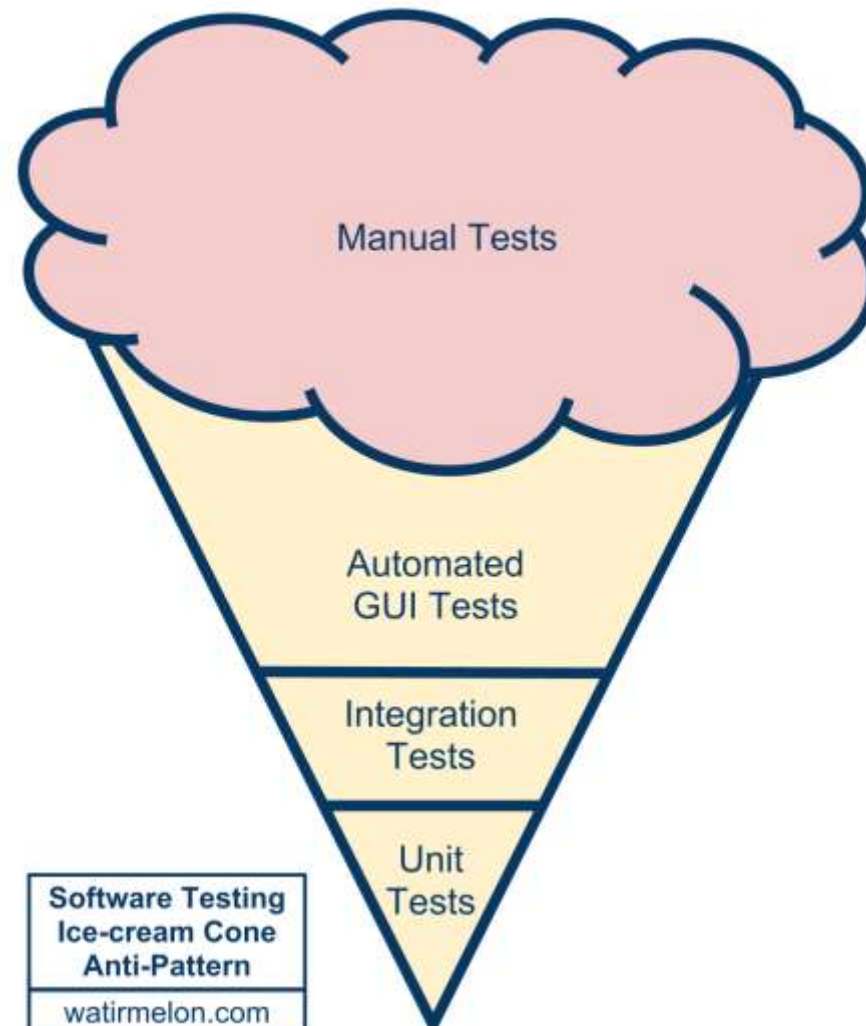 Manual Tests
Automated
GUI Tests
Integration
Tests
Unit
Tests
Software Testing
Ice-cream Cone
Anti-Pattern
watirmelon.com